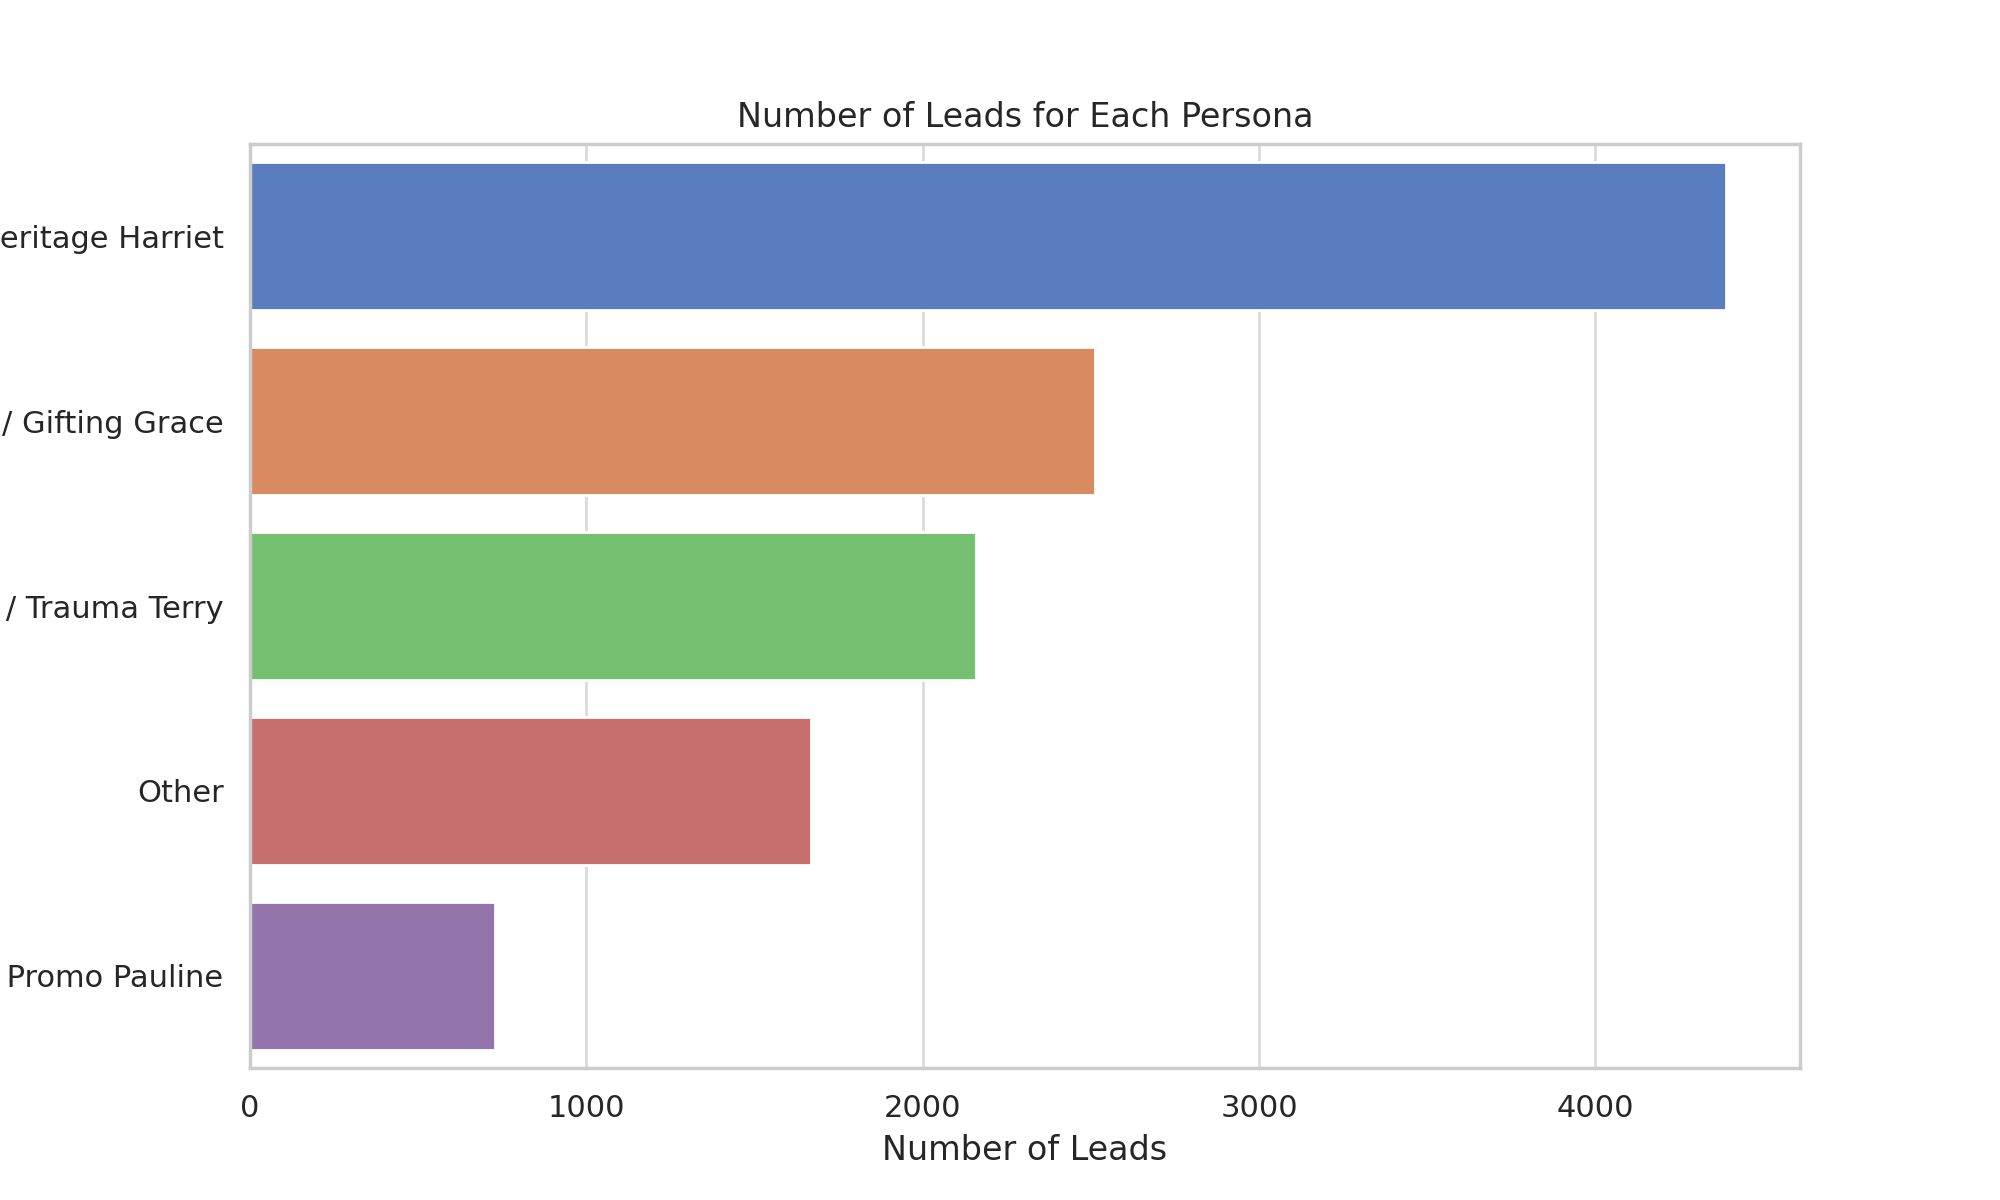 Number of Leads for Each Persona
eritage Harriet
/ Gifting Grace
/ Trauma Terry
Other
Promo Pauline
0 1000 2000 3000 4000
Number of Leads